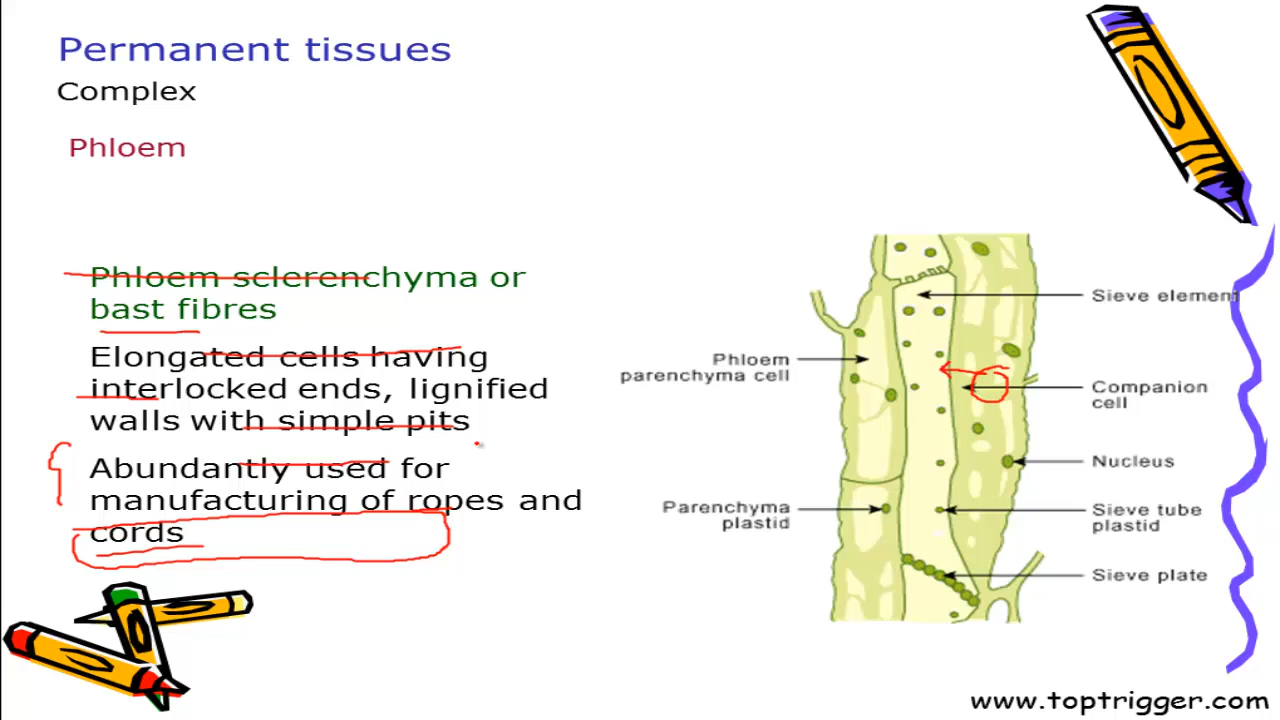 Permanent tissues
Complex
Phloem
Phloem sclerenchyma or
bast fibres
Elongated cells having
interlocked ends, lignified
walls with simple pits
Abundantly used for
manufacturing of ropes and
cords
Sieve element
Phloem
parenchyma cell
Companion
cell
Nucleus
Parenchyma
plastid
Sieve tube
plastid
Sieve plate
www.toptrigger.com